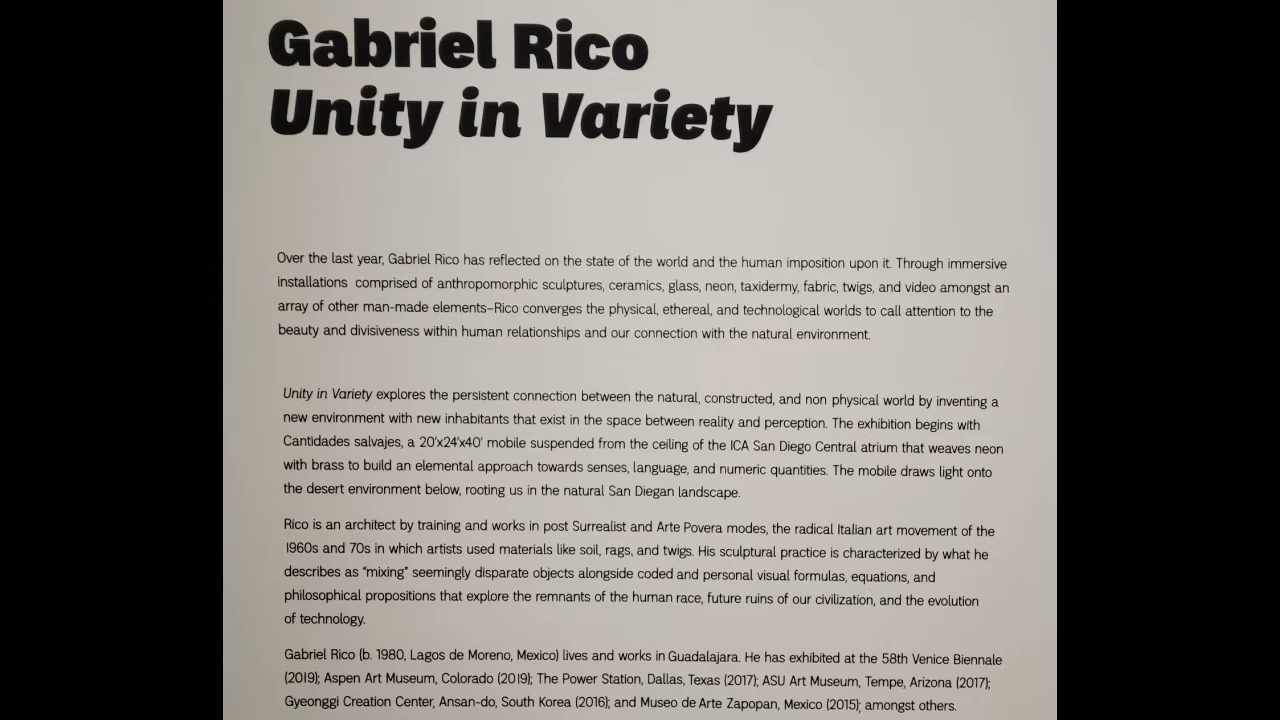 Gabriel Rico
Unity in Variety
Over the last year, Gabriel Rico has reflected on the state of the world and the human imposition upon it. Through immersive
installations comprised of anthropomorphic sculptures, ceramics, glass, neon, taxidermy, fabric, twigs, and video amongst an
array of other man-made elements–Rico converges the physical, ethereal, and technological worlds to call attention to the
beauty and divisiveness within human relationships and our connection with the natural environment.
Unity in Variety explores the persistent connection between the natural, constructed, and non physical world by inventing a
new environment with new inhabitants that exist in the space between reality and perception. The exhibition begins with
Cantidades salvajes, a 20'x24'x40' mobile suspended from the ceiling of the ICA San Diego Central atrium that weaves neon
with brass to build an elemental approach towards senses, language, and numeric quantities. The mobile draws light onto
the desert environment below, rooting us in the natural San Diegan landscape.
Rico is an architect by training and works in post Surrealist and Arte Povera modes, the radical Italian art movement of the
1960s and 70s in which artists used materials like soil, rags, and twigs. His sculptural practice is characterized by what he
describes as “mixing” seemingly disparate objects alongside coded and personal visual formulas, equations, and
philosophical propositions that explore the remnants of the human race, future ruins of our civilization, and the evolution
of technology.
Gabriel Rico (b. 1980, Lagos de Moreno, Mexico) lives and works in Guadalajara. He has exhibited at the 58th Venice Biennale
(2019); Aspen Art Museum, Colorado (2019); The Power Station, Dallas, Texas (2017); ASU Art Museum, Tempe, Arizona (2017);
Gyeonggi Creation Center, Ansan-do, South Korea (2016); and Museo de Arte Zapopan, Mexico (2015); amongst others.